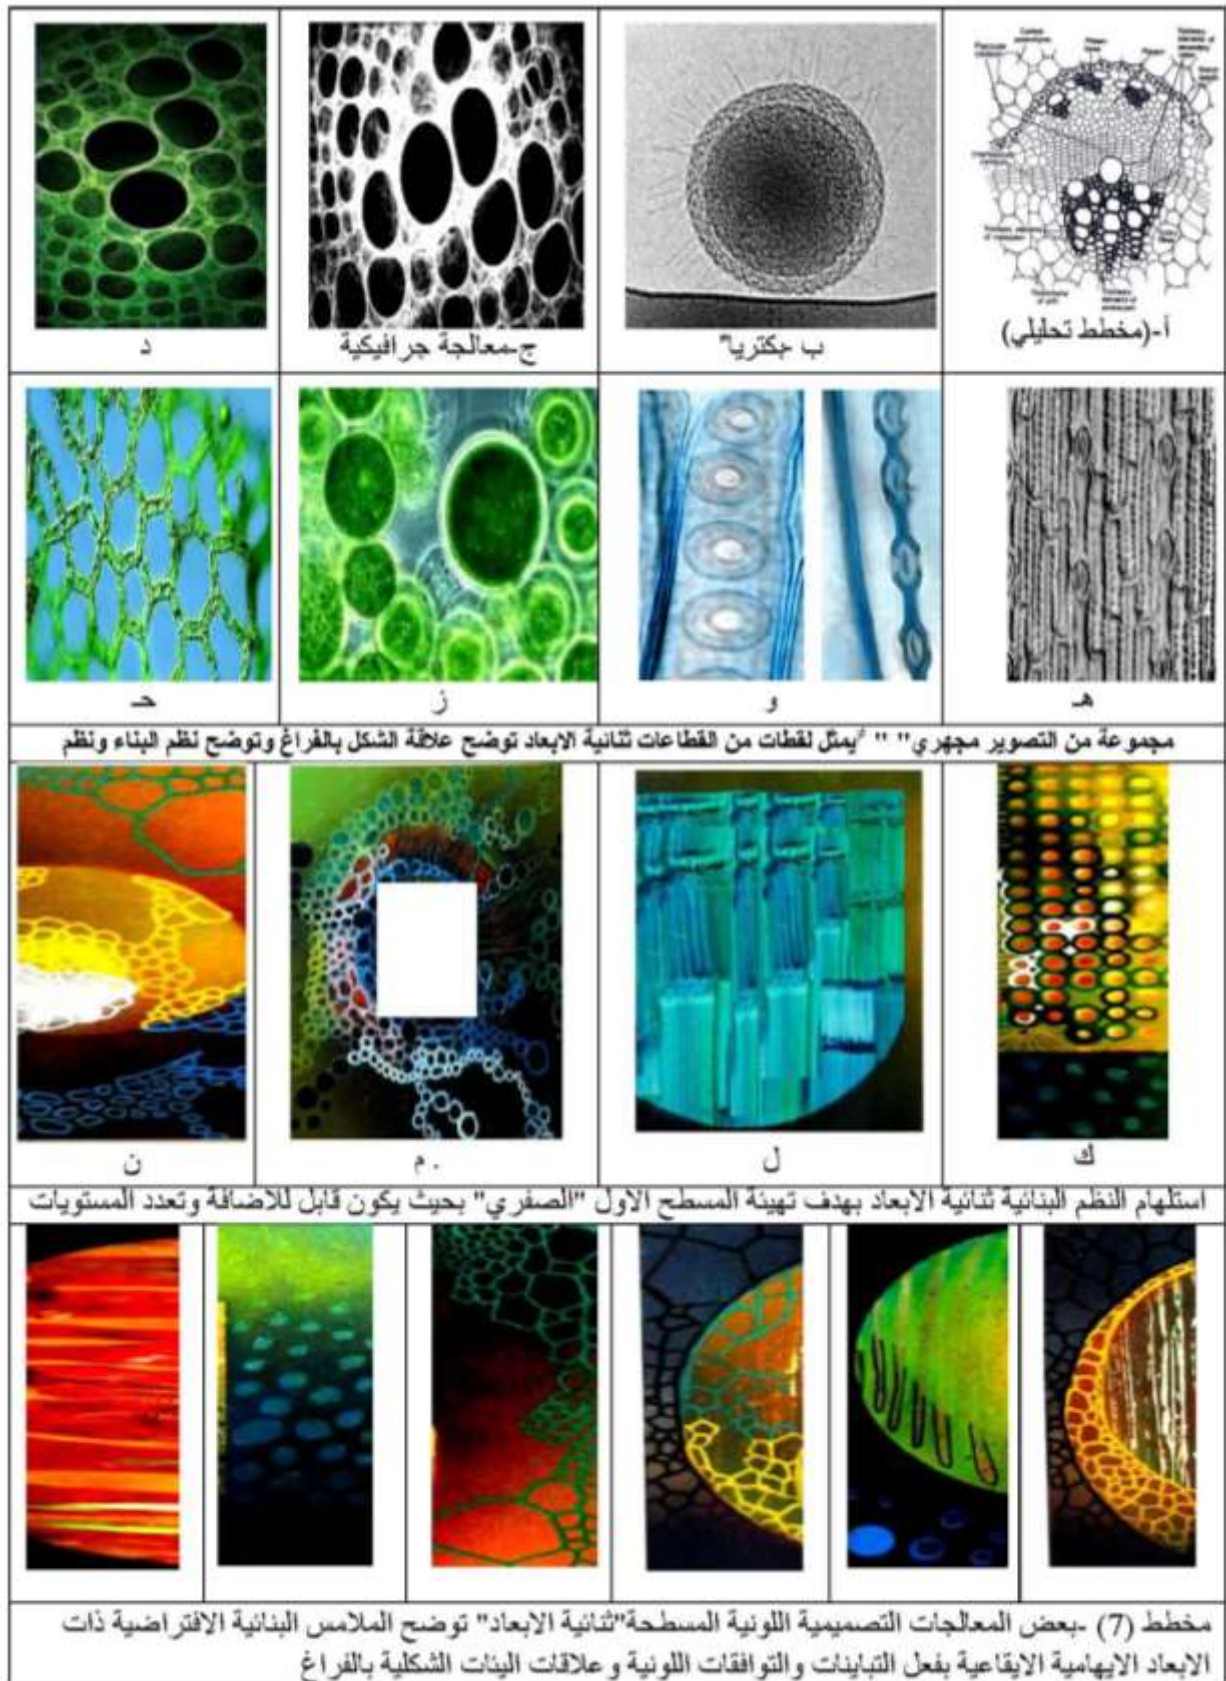 أ-(مخطط تحليلي)
ب -بكتريا"
ج-معالجة جرافيكية
د
هـ
و
ز
حـ
مجموعة من التصوير مجهري" " يمثل لقطات من القطاعات ثنائية الابعاد توضح علاقة الشكل بالفراغ وتوضح نظم البناء ونظم
ك
ل
م .
ن
استلهام النظم البنائية ثنائية الابعاد بهدف تهيئة المسطح الاول "الصفري" بحيث يكون قابل للاضافة وتعدد المستويات
مخطط (7) -بعض المعالجات التصميمية اللونية المسطحة"ثنائية الابعاد" توضح الملامس البنائية الافتراضية ذات
الابعاد الايهامية الايقاعية بفعل التباينات والتوافقات اللونية وعلاقات اليئات الشكلية بالفراغ